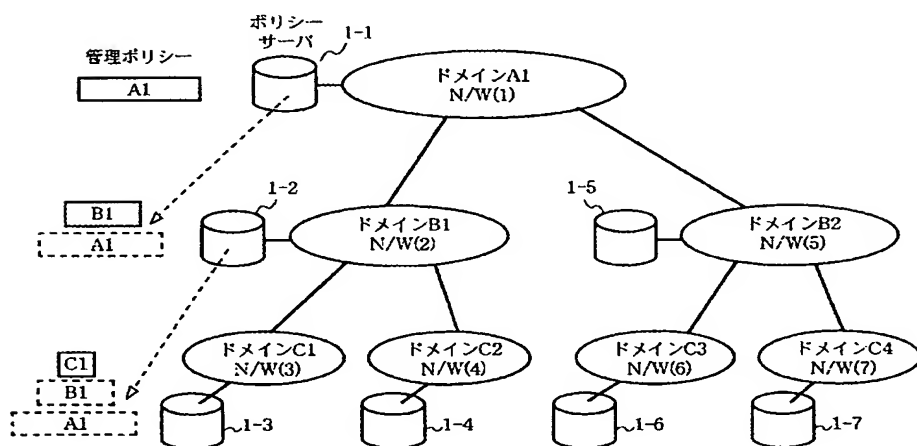 ポリシー
サーバ
1-1
管理ポリシー
A1
ドメインA1
N/W(1)
1-2
1-5
B1
A1
ドメインB1
N/W(2)
ドメインB2
N/W(5)
C1
B1
A1
ドメインC1
N/W(3)
ドメインC2
N/W(4)
ドメインC3
N/W(6)
ドメインC4
N/W(7)
1-3
1-4
1-6
1-7